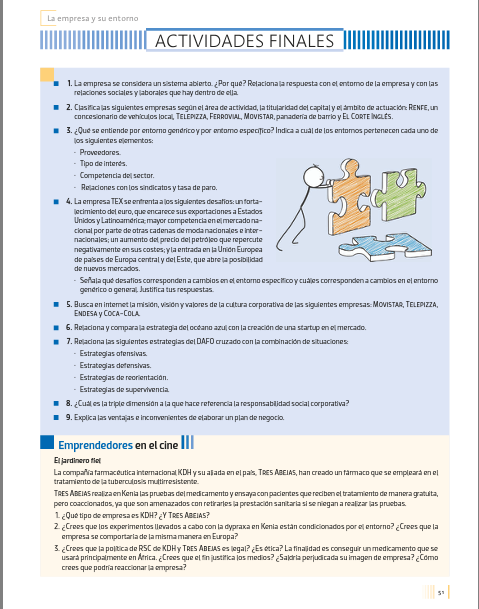 La empresa y su entorno
ACTIVIDADES FINALES
1. La empresa se considera un sistema abierto. ¿Por qué? Relaciona la respuesta con el entorno de la empresa y con las
relaciones sociales y laborales que hay dentro de ella.
2. Clasifica las siguientes empresas según el área de actividad, la titularidad del capital y el ámbito de actuación: RENFE, un
concesionario de vehículos local, TELEPIZZA, FERROVIAL, MOVISTAR, panadería de barrio y EL CORTE INGLÉS.
3. ¿Qué se entiende por entorno genérico y por entorno específico? Indica a cuál de los entornos pertenecen cada uno de
los siguientes elementos:
- Proveedores.
- Tipo de interés.
- Competencia del sector.
- Relaciones con los sindicatos y tasa de paro.
4. La empresa TEX se enfrenta a los siguientes desafíos: un forta-
lecimiento del euro, que encarece sus exportaciones a Estados
Unidos y Latinoamérica; mayor competencia en el mercado na-
cional por parte de otras cadenas de moda nacionales e inter-
nacionales; un aumento del precio del petróleo que repercute
negativamente en sus costes; y la entrada en la Unión Europea
de países de Europa central y del Este, que abre la posibilidad
de nuevos mercados.
- Señala qué desafíos corresponden a cambios en el entorno específico y cuáles corresponden a cambios en el entorno
genérico o general. Justifica tus respuestas.
5. Busca en internet la misión, visión y valores de la cultura corporativa de las siguientes empresas: MOVISTAR, TELEPIZZA,
ENDESA y COCA-COLA.
6. Relaciona y compara la estrategia del océano azul con la creación de una startup en el mercado.
7. Relaciona las siguientes estrategias del DAFO cruzado con la combinación de situaciones:
- Estrategias ofensivas.
- Estrategias defensivas.
- Estrategias de reorientación.
- Estrategias de supervivencia.
8. ¿Cuál es la triple dimensión a la que hace referencia la responsabilidad social corporativa?
9. Explica las ventajas e inconvenientes de elaborar un plan de negocio.
Emprendedores en el cine
El jardinero fiel
La compañía farmacéutica internacional KDH y su aliada en el país, TRES ABEJAS, han creado un fármaco que se empleará en el
tratamiento de la tuberculosis multirresistente.
TRES ABEJAS realiza en Kenia las pruebas del medicamento y ensaya con pacientes que reciben el tratamiento de manera gratuita,
pero coaccionados, ya que son amenazados con retirarles la prestación sanitaria si se niegan a realizar las pruebas.
1. ¿Qué tipo de empresa es KDH? ¿Y TRES ABEJAS?
2. ¿Crees que los experimentos llevados a cabo con la dypraxa en Kenia están condicionados por el entorno? ¿Crees que la
empresa se comportaría de la misma manera en Europa?
3. ¿Crees que la política de RSC de KDH y TRES ABEJAS es legal? ¿Es ética? La finalidad es conseguir un medicamento que se
usará principalmente en África. ¿Crees que el fin justifica los medios? ¿Saldría perjudicada su imagen de empresa? ¿Cómo
crees que podría reaccionar la empresa?
51